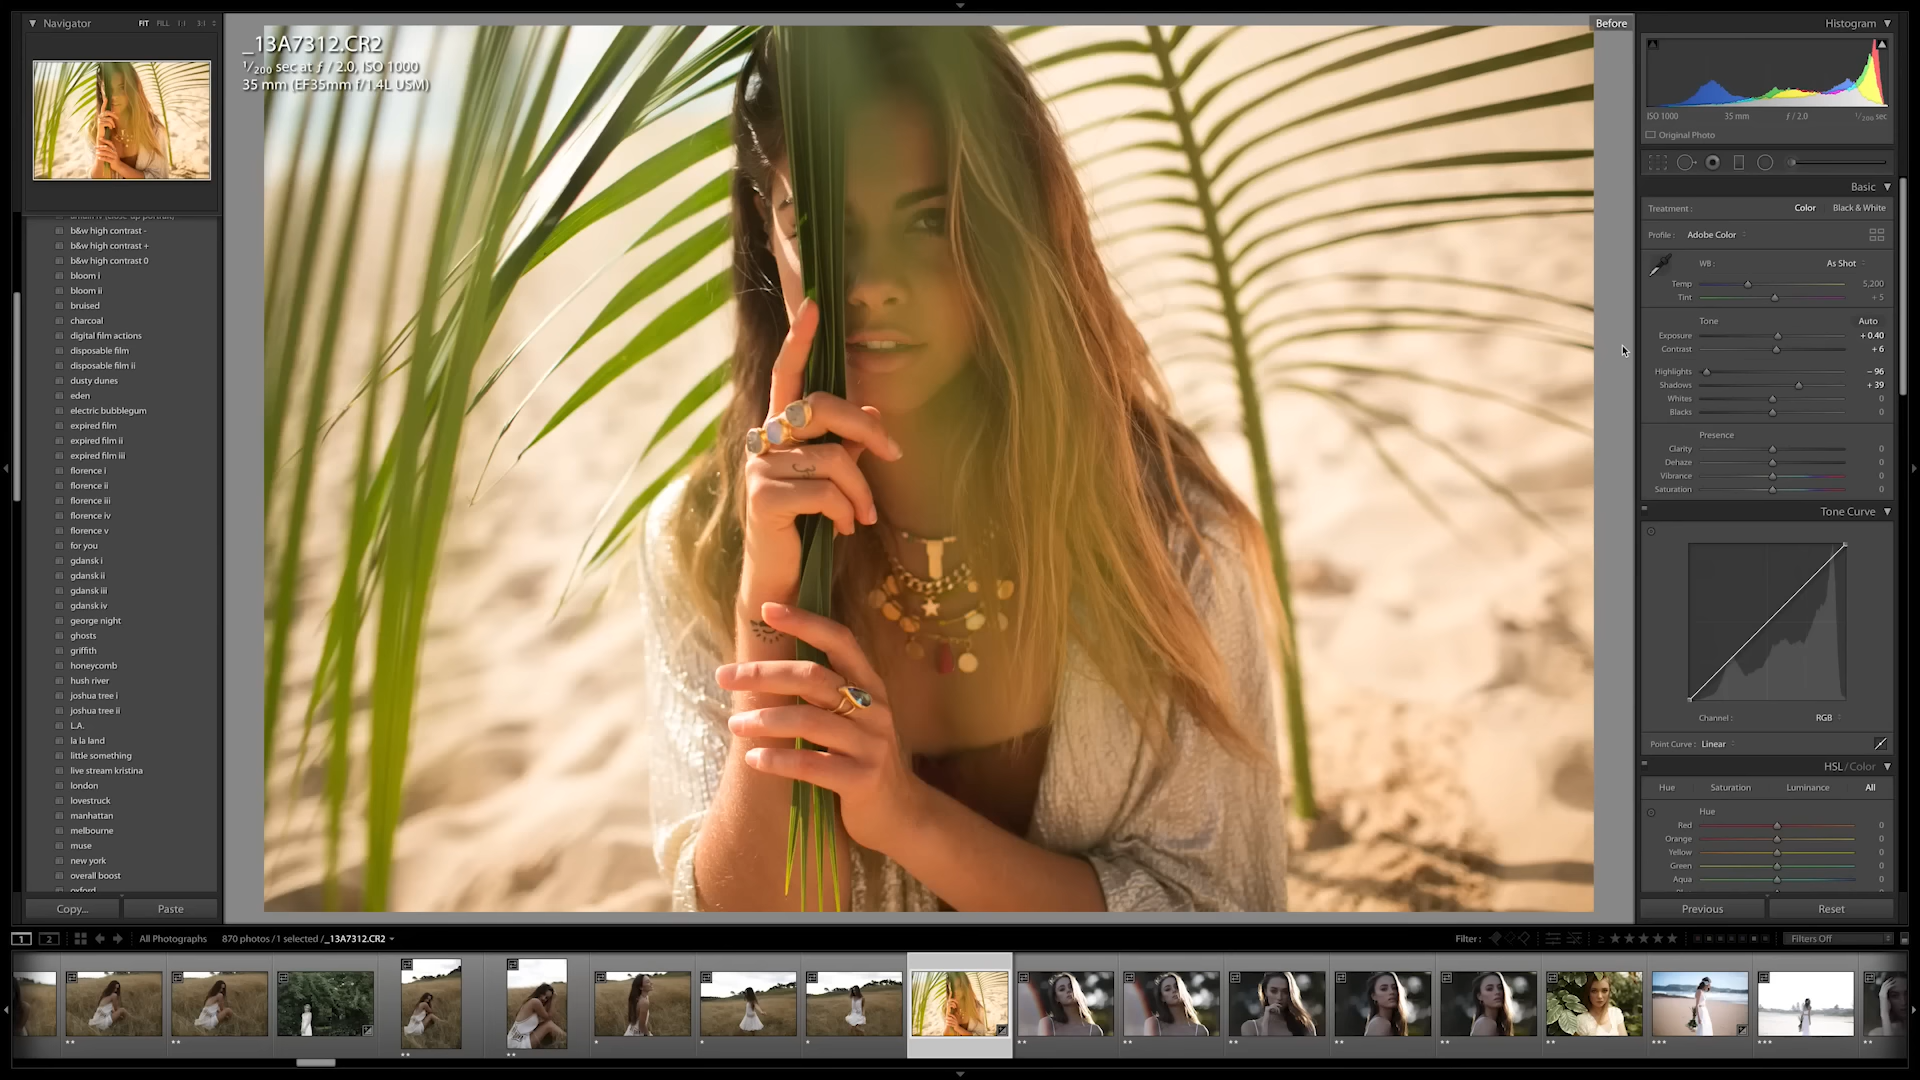 Navigator
FIT FILL 1:1 3:1
_13A7312.CR2
1/200 sec at ƒ / 2.0, ISO 1000
35 mm (EF35mm f/1.4L USM)
Before
b&w high contrast -
b&w high contrast +
b&w high contrast 0
bloom i
bloom ii
bruised
charcoal
digital film actions
disposable film
disposable film ii
dusty dunes
eden
electric bubblegum
expired film
expired film ii
expired film iii
florence i
florence ii
florence iii
florence iv
florence v
for you
gdansk i
gdansk ii
gdansk iii
gdansk iv
george night
ghosts
griffith
honeycomb
hush river
joshua tree i
joshua tree ii
L.A.
la la land
little something
live stream kristina
london
lovestruck
manhattan
melbourne
muse
new york
overall boost
oxford
Copy... Paste
Histogram
ISO 1000 35 mm ƒ / 2.0 1/200 sec
Original Photo
Basic
Treatment : Color Black & White
Profile : Adobe Color
WB : As Shot
Temp 5,200
Tint + 5
Tone Auto
Exposure + 0.40
Contrast + 6
Highlights − 96
Shadows + 39
Whites 0
Blacks 0
Presence
Clarity 0
Dehaze 0
Vibrance 0
Saturation 0
Tone Curve
Channel : RGB
Point Curve : Linear
HSL / Color
Hue Saturation Luminance All
Hue
Red 0
Orange 0
Yellow 0
Green 0
Aqua 0
Previous Reset
1 2 All Photographs 870 photos / 1 selected / _13A7312.CR2
Filter : ≥ Filters Off